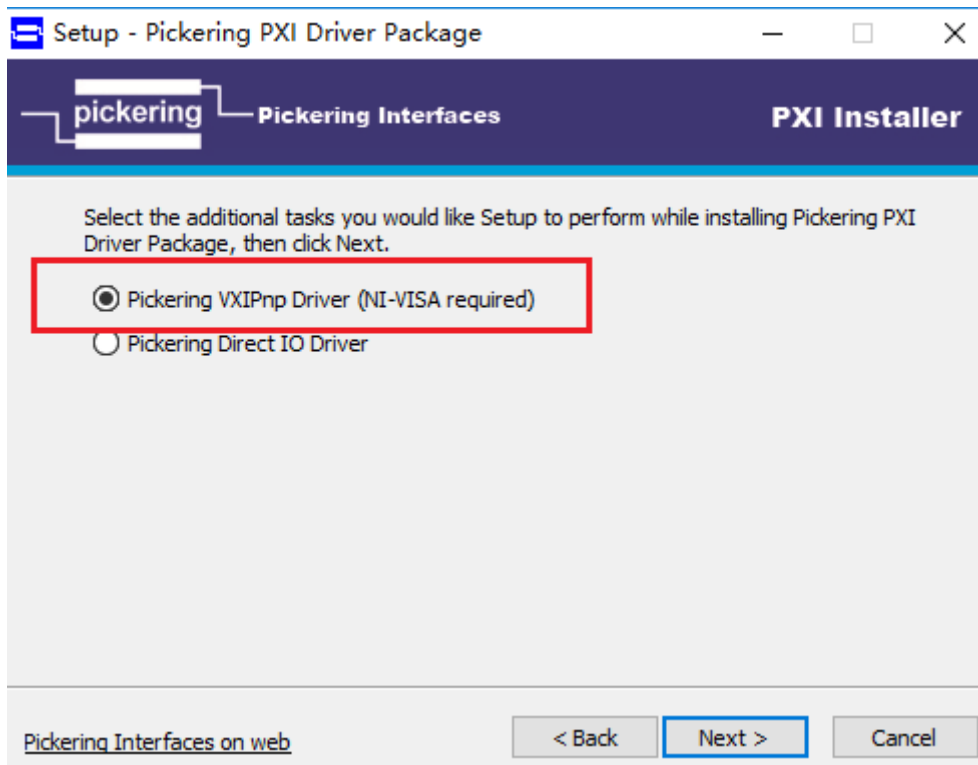 Setup - Pickering PXI Driver Package
pickering
Pickering Interfaces
PXI Installer
Select the additional tasks you would like Setup to perform while installing Pickering PXI
Driver Package, then click Next.
Pickering VXIPnp Driver (NI-VISA required)
Pickering Direct IO Driver
Pickering Interfaces on web
< Back
Next >
Cancel